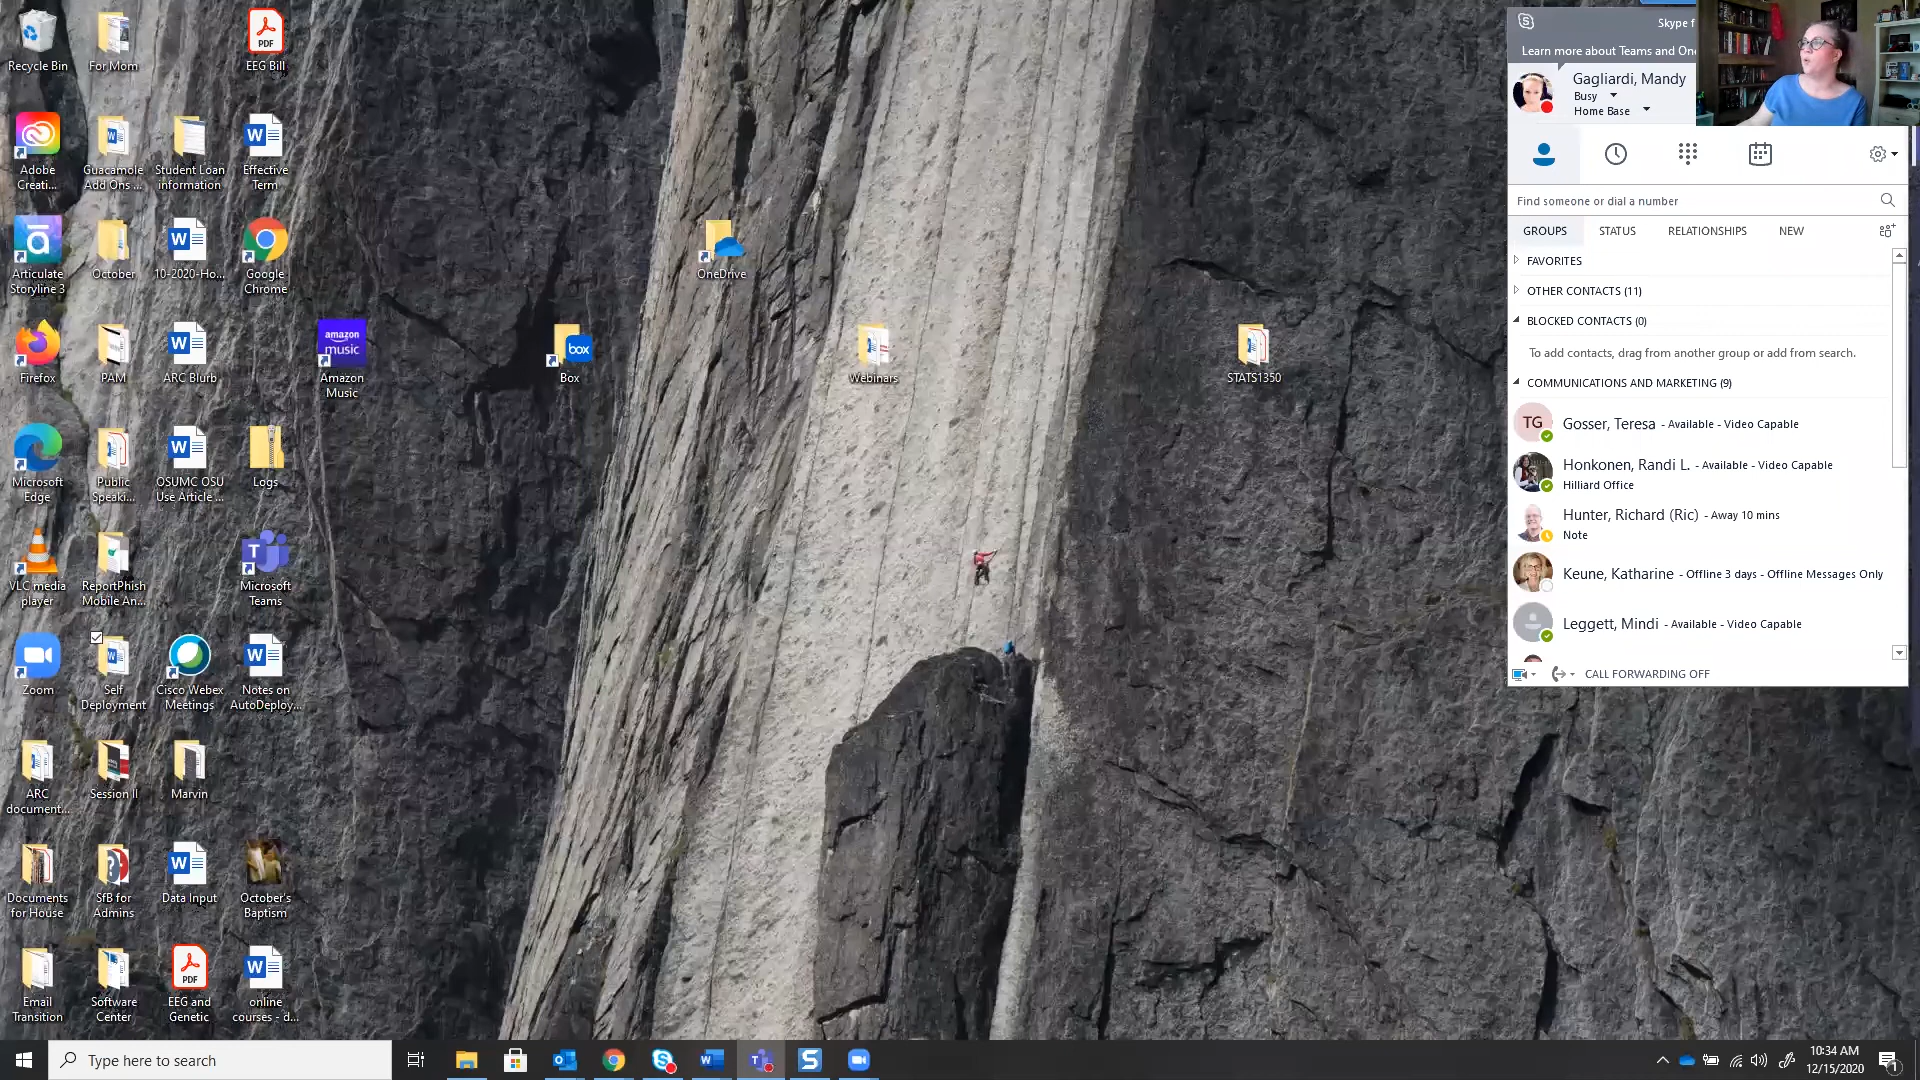 Recycle Bin
For Mom
PDF
EEG Bill
Adobe
Creati...
Guacamole
Add Ons ...
Student Loan
information
Effective
Term
Articulate
Storyline 3
October
10-2020-Ho...
Google
Chrome
OneDrive
Firefox
PAM
ARC Blurb
amazon
music
Amazon
Music
box
Box
Webinars
STATS1350
Microsoft
Edge
Public
Speaki...
OSUMC OSU
Use Article ...
Logs
VLC media
player
ReportPhish
Mobile An...
Microsoft
Teams
Zoom
Self
Deployment
Cisco Webex
Meetings
Notes on
AutoDeploy...
ARC
document...
Session II
Marvin
Documents
for House
SfB for
Admins
Data Input
October's
Baptism
Email
Transition
Software
Center
PDF
EEG and
Genetic
online
courses - d...
Skype f
Learn more about Teams and One
Gagliardi, Mandy
Busy
Home Base
Find someone or dial a number
GROUPS STATUS RELATIONSHIPS NEW
FAVORITES
OTHER CONTACTS (11)
BLOCKED CONTACTS (0)
To add contacts, drag from another group or add from search.
COMMUNICATIONS AND MARKETING (9)
TG
Gosser, Teresa - Available - Video Capable
Honkonen, Randi L. - Available - Video Capable
Hilliard Office
Hunter, Richard (Ric) - Away 10 mins
Note
Keune, Katharine - Offline 3 days - Offline Messages Only
Leggett, Mindi - Available - Video Capable
CALL FORWARDING OFF
Type here to search
10:34 AM
12/15/2020
1